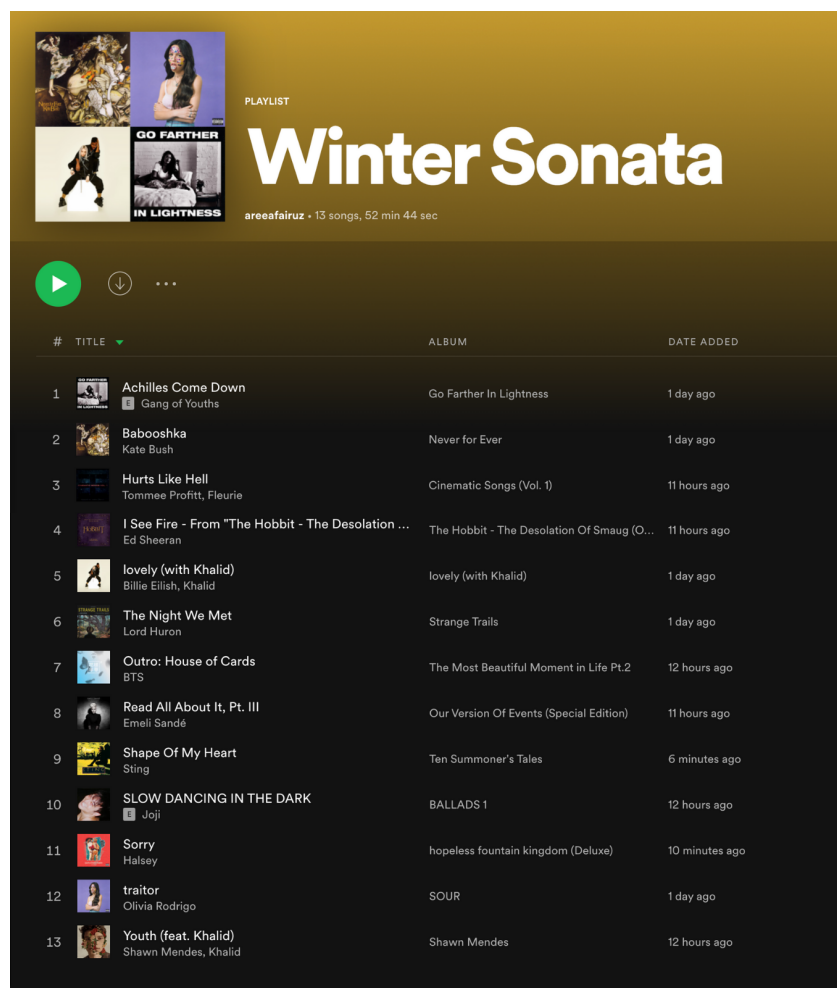 GO FARTHER
IN LIGHTNESS
PLAYLIST
Winter Sonata
areeafairuz • 13 songs, 52 min 44 sec
# TITLE ALBUM DATE ADDED
1 Achilles Come Down Go Farther In Lightness 1 day ago
E Gang of Youths
2 Babooshka Never for Ever 1 day ago
Kate Bush
3 Hurts Like Hell Cinematic Songs (Vol. 1) 11 hours ago
Tommee Profitt, Fleurie
4 I See Fire - From "The Hobbit - The Desolation ... The Hobbit - The Desolation Of Smaug (O... 11 hours ago
Ed Sheeran
5 lovely (with Khalid) lovely (with Khalid) 1 day ago
Billie Eilish, Khalid
6 The Night We Met Strange Trails 1 day ago
Lord Huron
7 Outro: House of Cards The Most Beautiful Moment in Life Pt.2 12 hours ago
BTS
8 Read All About It, Pt. III Our Version Of Events (Special Edition) 11 hours ago
Emeli Sandé
9 Shape Of My Heart Ten Summoner's Tales 6 minutes ago
Sting
10 SLOW DANCING IN THE DARK BALLADS 1 12 hours ago
E Joji
11 Sorry hopeless fountain kingdom (Deluxe) 10 minutes ago
Halsey
12 traitor SOUR 1 day ago
Olivia Rodrigo
13 Youth (feat. Khalid) Shawn Mendes 12 hours ago
Shawn Mendes, Khalid